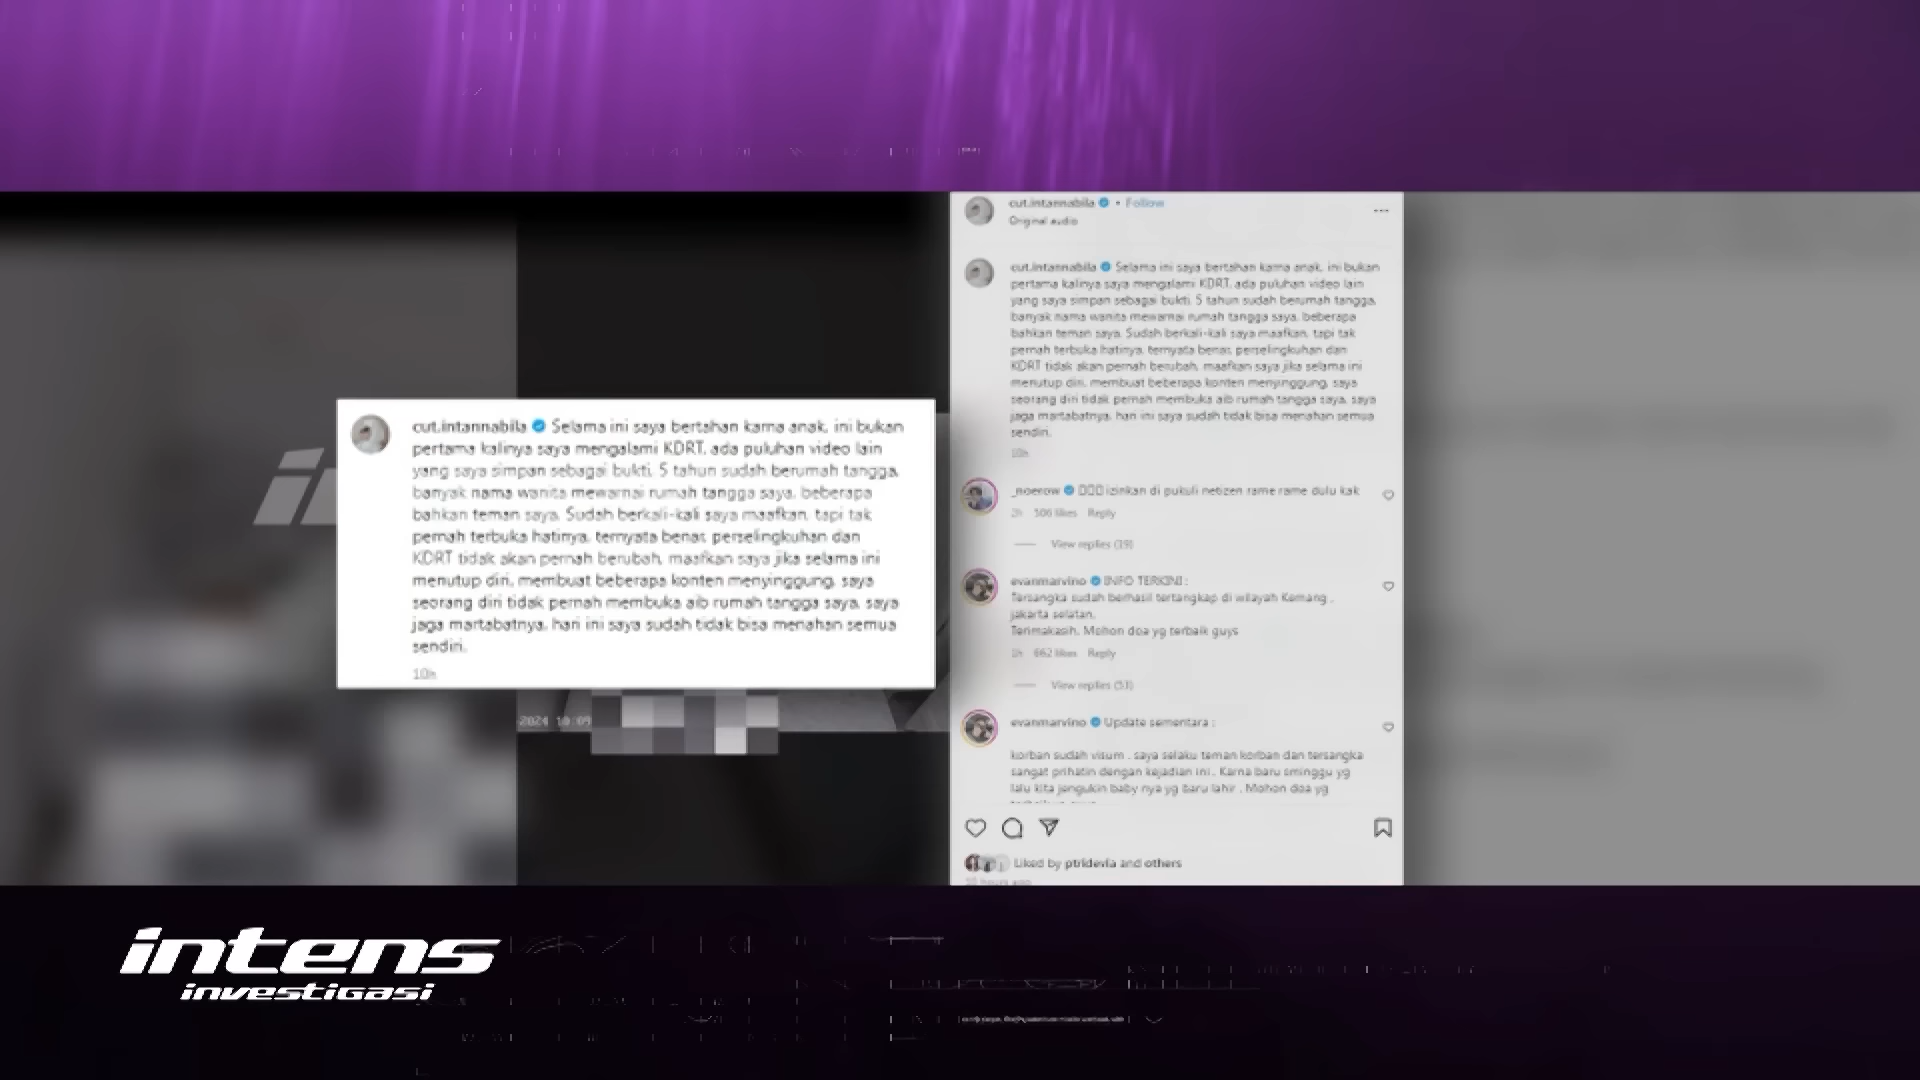 cut.intannabila Selama ini saya bertahan karna anak, ini bukan
pertama kalinya saya mengalami KDRT, ada puluhan video lain
yang saya simpan sebagai bukti. 5 tahun sudah berumah tangga,
banyak nama wanita mewarnai rumah tangga saya, beberapa
bahkan teman saya. Sudah berkali-kali saya maafkan, tapi tak
pernah terbuka hatinya, ternyata benar, perselingkuhan dan
KDRT tidak akan pernah berubah, maafkan saya jika selama ini
menutup diri, membuat beberapa konten menyinggung, saya
seorang diri tidak pernah membuka aib rumah tangga saya, saya
jaga martabatnya, hari ini saya sudah tidak bisa menahan semua
sendiri.
10h
2024 10:09
cut.intannabila • Follow
Original audio
cut.intannabila Selama ini saya bertahan karna anak, ini bukan
pertama kalinya saya mengalami KDRT, ada puluhan video lain
yang saya simpan sebagai bukti. 5 tahun sudah berumah tangga,
banyak nama wanita mewarnai rumah tangga saya, beberapa
bahkan teman saya. Sudah berkali-kali saya maafkan, tapi tak
pernah terbuka hatinya, ternyata benar, perselingkuhan dan
KDRT tidak akan pernah berubah, maafkan saya jika selama ini
menutup diri, membuat beberapa konten menyinggung, saya
seorang diri tidak pernah membuka aib rumah tangga saya, saya
jaga martabatnya, hari ini saya sudah tidak bisa menahan semua
sendiri.
10h
_noerow izinkan di pukuli netizen rame rame dulu kak
2h 506 likes Reply
View replies (19)
evanmarvino INFO TERKINI :
Tersangka sudah berhasil tertangkap di wilayah Kemang ,
jakarta selatan.
Terimakasih. Mohon doa yg terbaik guys
1h 662 likes Reply
View replies (53)
evanmarvino Update sementara :
korban sudah visum . saya selaku teman korban dan tersangka
sangat prihatin dengan kejadian ini . Karna baru sminggu yg
lalu kita jengukin baby nya yg baru lahir . Mohon doa yg
Liked by ptrldevia and others
10 hours ago
intens
investigasi